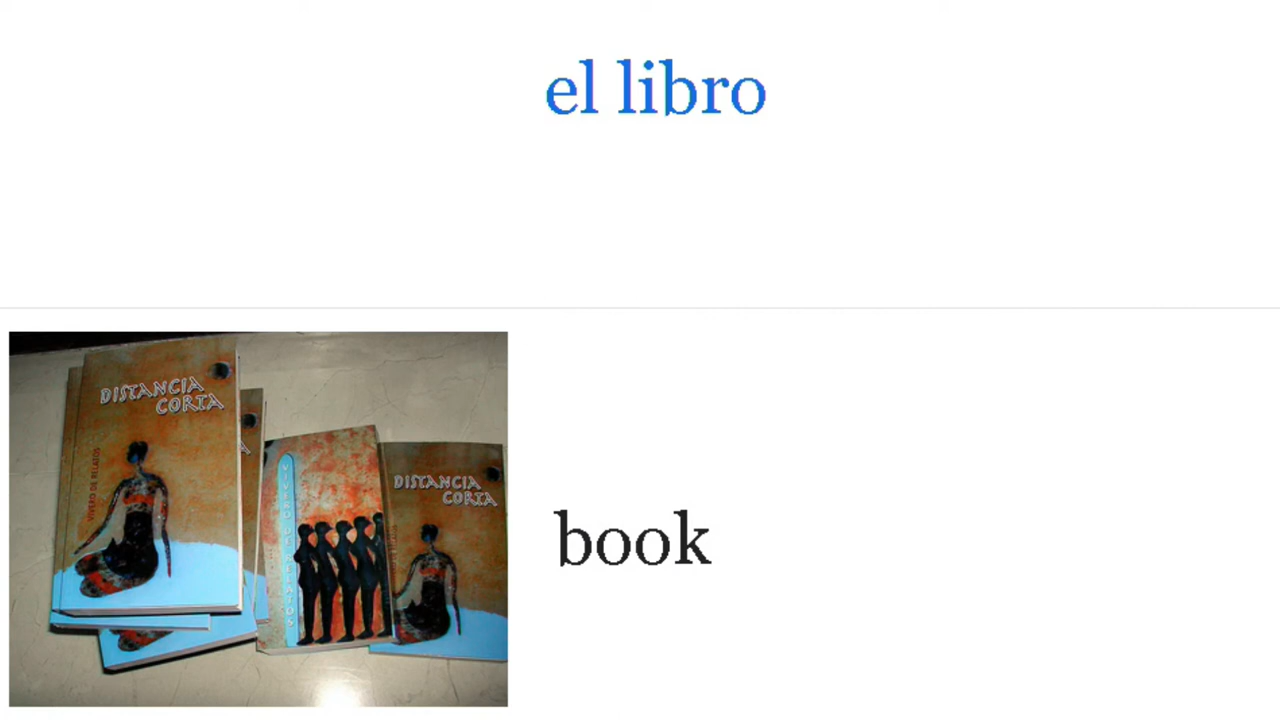 el libro
DISTANCIA
CORTA
VIVERO DE RELATOS
VIVERO DE RELATOS
DISTANCIA
CORTA
book